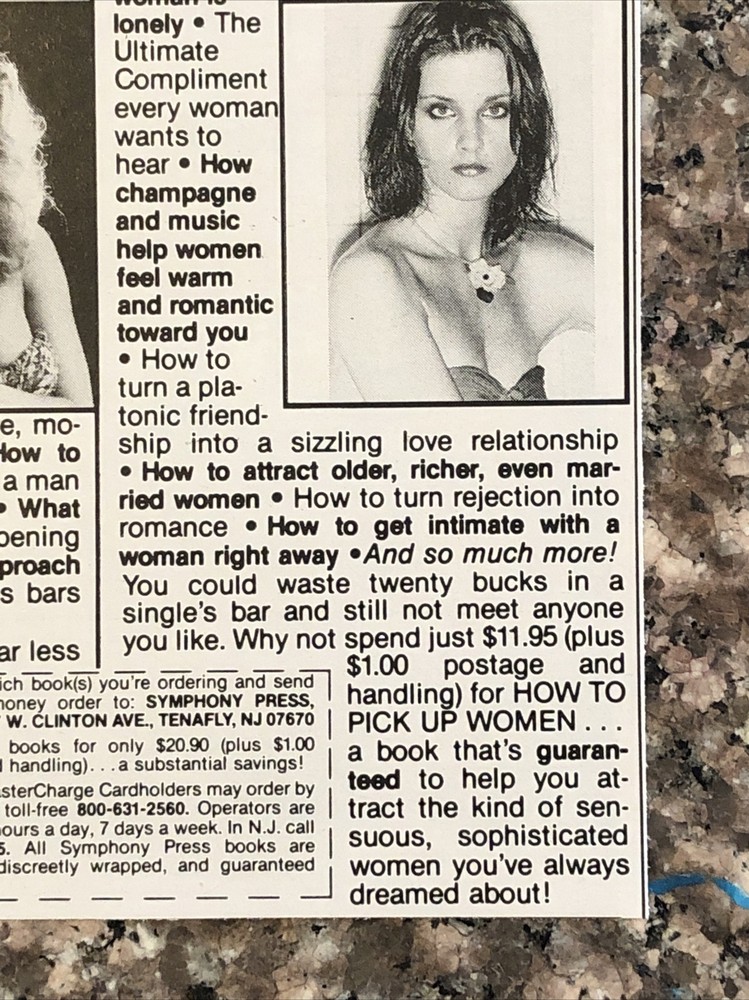 lonely • The
Ultimate
Compliment
every woman
wants to
hear • How
champagne
and music
help women
feel warm
and romantic
toward you
• How to
turn a pla-
tonic friend-
ship into a sizzling love relationship
• How to attract older, richer, even mar-
ried women • How to turn rejection into
romance • How to get intimate with a
woman right away •And so much more!
You could waste twenty bucks in a
single's bar and still not meet anyone
you like. Why not spend just $11.95 (plus
$1.00 postage and
handling) for HOW TO
PICK UP WOMEN . . .
a book that's guaran-
teed to help you at-
tract the kind of sen-
suous, sophisticated
women you've always
dreamed about!
e, mo-
How to
a man
• What
pening
proach
s bars
ar less
ich book(s) you're ordering and send
money order to: SYMPHONY PRESS,
W. CLINTON AVE., TENAFLY, NJ 07670
books for only $20.90 (plus $1.00
handling). . .a substantial savings!
sterCharge Cardholders may order by
toll-free 800-631-2560. Operators are
ours a day, 7 days a week. In N.J. call
5. All Symphony Press books are
discreetly wrapped, and guaranteed